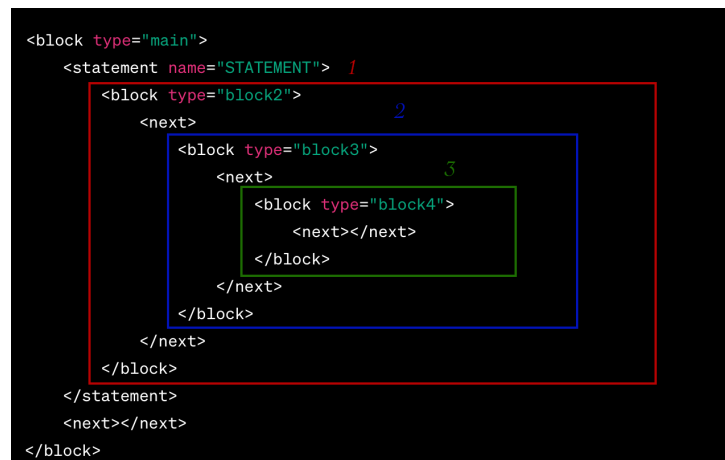 <block type="main">
<statement name="STATEMENT"> 1
<block type="block2">
2
<next>
<block type="block3">
3
<next>
<block type="block4">
<next></next>
</block>
</next>
</block>
</next>
</block>
</statement>
<next></next>
</block>